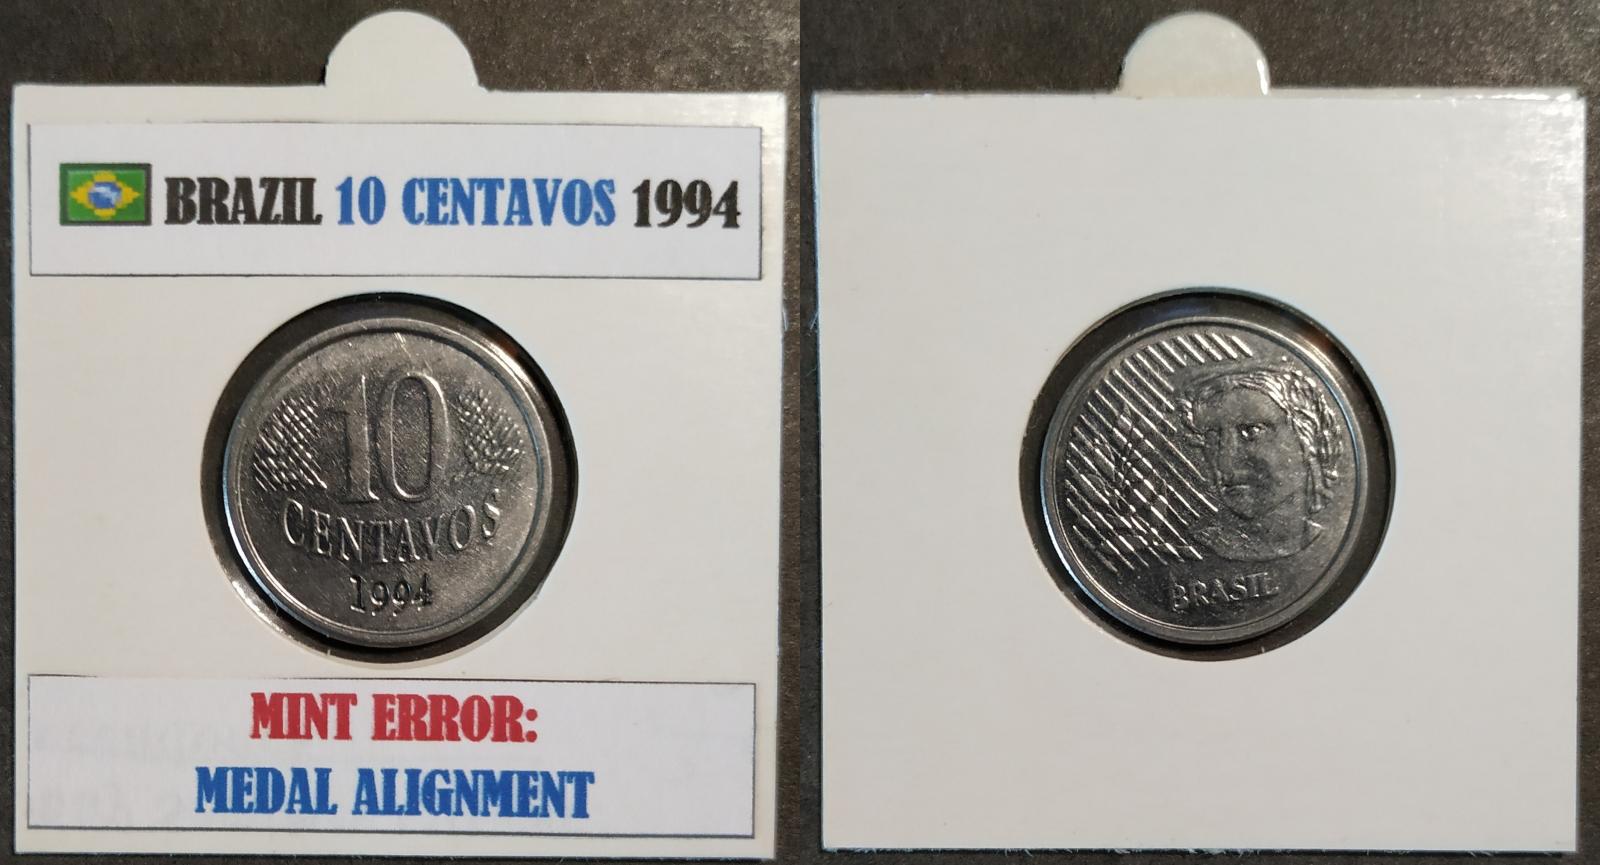 BRAZIL 10 CENTAVOS 1994
10
CENTAVOS
1994
MINT ERROR:
MEDAL ALIGNMENT
BRASIL